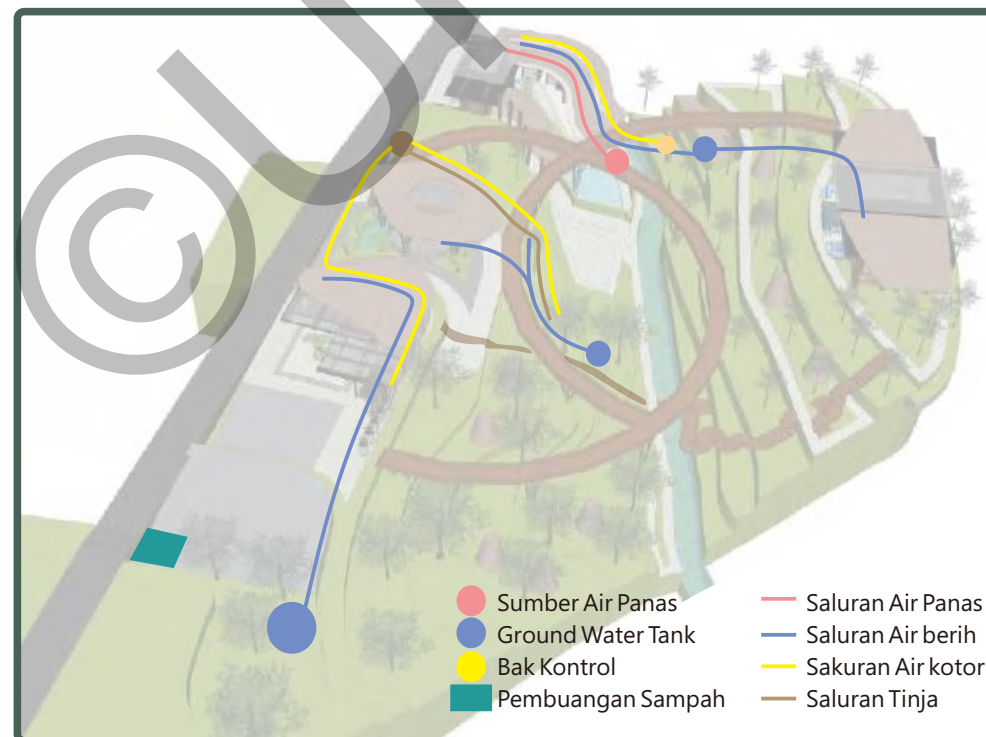 © U
Sumber Air Panas
Ground Water Tank
Bak Kontrol
Pembuangan Sampah
Saluran Air Panas
Saluran Air berih
Sakuran Air kotor
Saluran Tinja